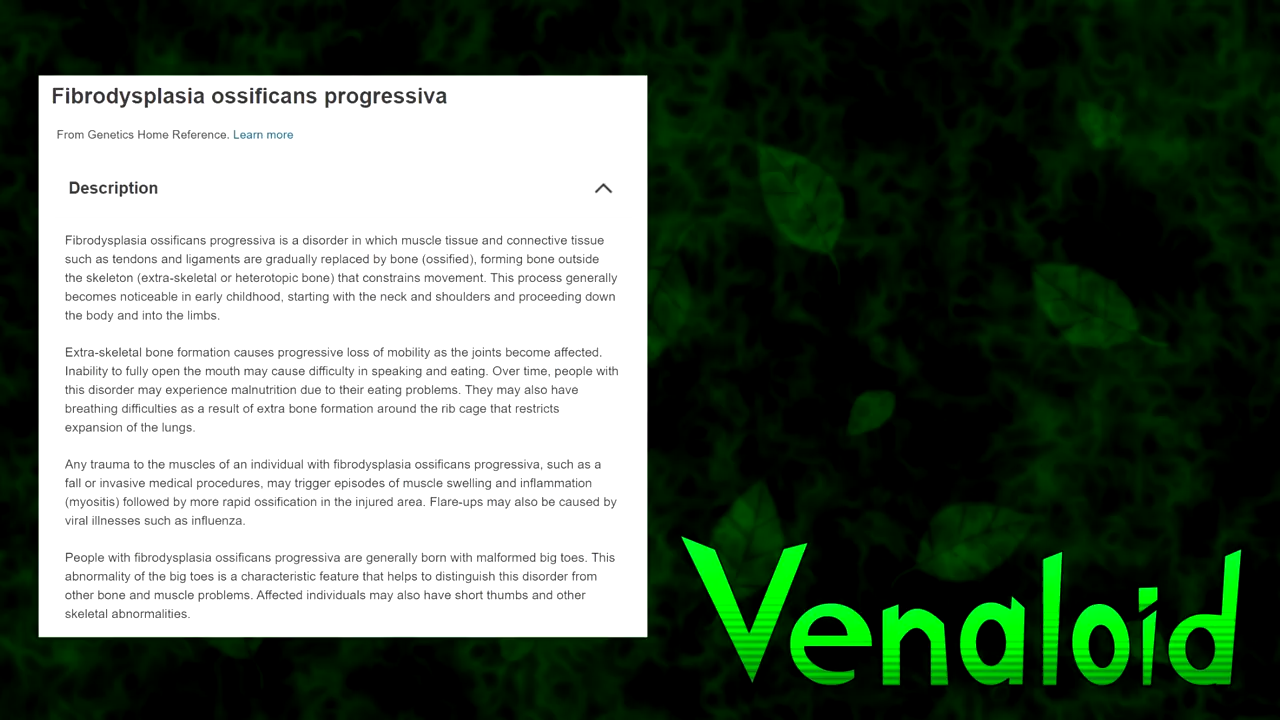 Fibrodysplasia ossificans progressiva
From Genetics Home Reference. Learn more
Description
Fibrodysplasia ossificans progressiva is a disorder in which muscle tissue and connective tissue
such as tendons and ligaments are gradually replaced by bone (ossified), forming bone outside
the skeleton (extra-skeletal or heterotopic bone) that constrains movement. This process generally
becomes noticeable in early childhood, starting with the neck and shoulders and proceeding down
the body and into the limbs.
Extra-skeletal bone formation causes progressive loss of mobility as the joints become affected.
Inability to fully open the mouth may cause difficulty in speaking and eating. Over time, people with
this disorder may experience malnutrition due to their eating problems. They may also have
breathing difficulties as a result of extra bone formation around the rib cage that restricts
expansion of the lungs.
Any trauma to the muscles of an individual with fibrodysplasia ossificans progressiva, such as a
fall or invasive medical procedures, may trigger episodes of muscle swelling and inflammation
(myositis) followed by more rapid ossification in the injured area. Flare-ups may also be caused by
viral illnesses such as influenza.
People with fibrodysplasia ossificans progressiva are generally born with malformed big toes. This
abnormality of the big toes is a characteristic feature that helps to distinguish this disorder from
other bone and muscle problems. Affected individuals may also have short thumbs and other
skeletal abnormalities.
Venaloid